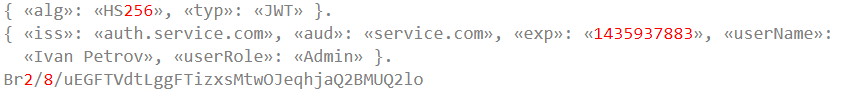 { «alg»: «HS256», «typ»: «JWT» }.
{ «iss»: «auth.service.com», «aud»: «service.com», «exp»: «1435937883», «userName»:
«Ivan Petrov», «userRole»: «Admin» }.
Br2/8/uEGFTVdtLggFTizxsMtwOJeqhjaQ2BMUQ2lo